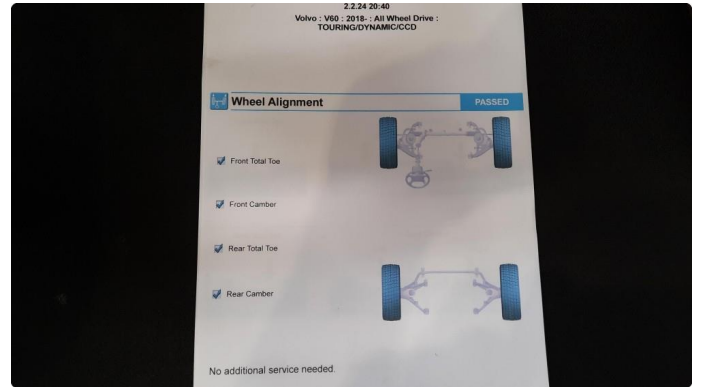 2.2.24 20:40
Volvo : V60 : 2018- : All Wheel Drive :
TOURING/DYNAMIC/CCD
Wheel Alignment
PASSED
Front Total Toe
Front Camber
Rear Total Toe
Rear Camber
No additional service needed.